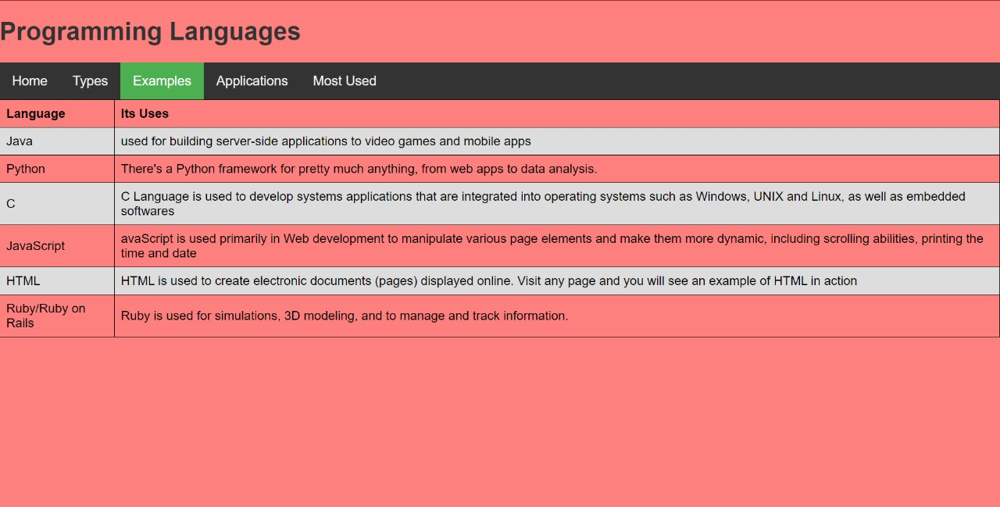 Programming Languages
Home Types Examples Applications Most Used
Language Its Uses
Java used for building server-side applications to video games and mobile apps
Python There's a Python framework for pretty much anything, from web apps to data analysis.
C C Language is used to develop systems applications that are integrated into operating systems such as Windows, UNIX and Linux, as well as embedded
softwares
JavaScript avaScript is used primarily in Web development to manipulate various page elements and make them more dynamic, including scrolling abilities, printing the
time and date
HTML HTML is used to create electronic documents (pages) displayed online. Visit any page and you will see an example of HTML in action
Ruby/Ruby on
Rails Ruby is used for simulations, 3D modeling, and to manage and track information.